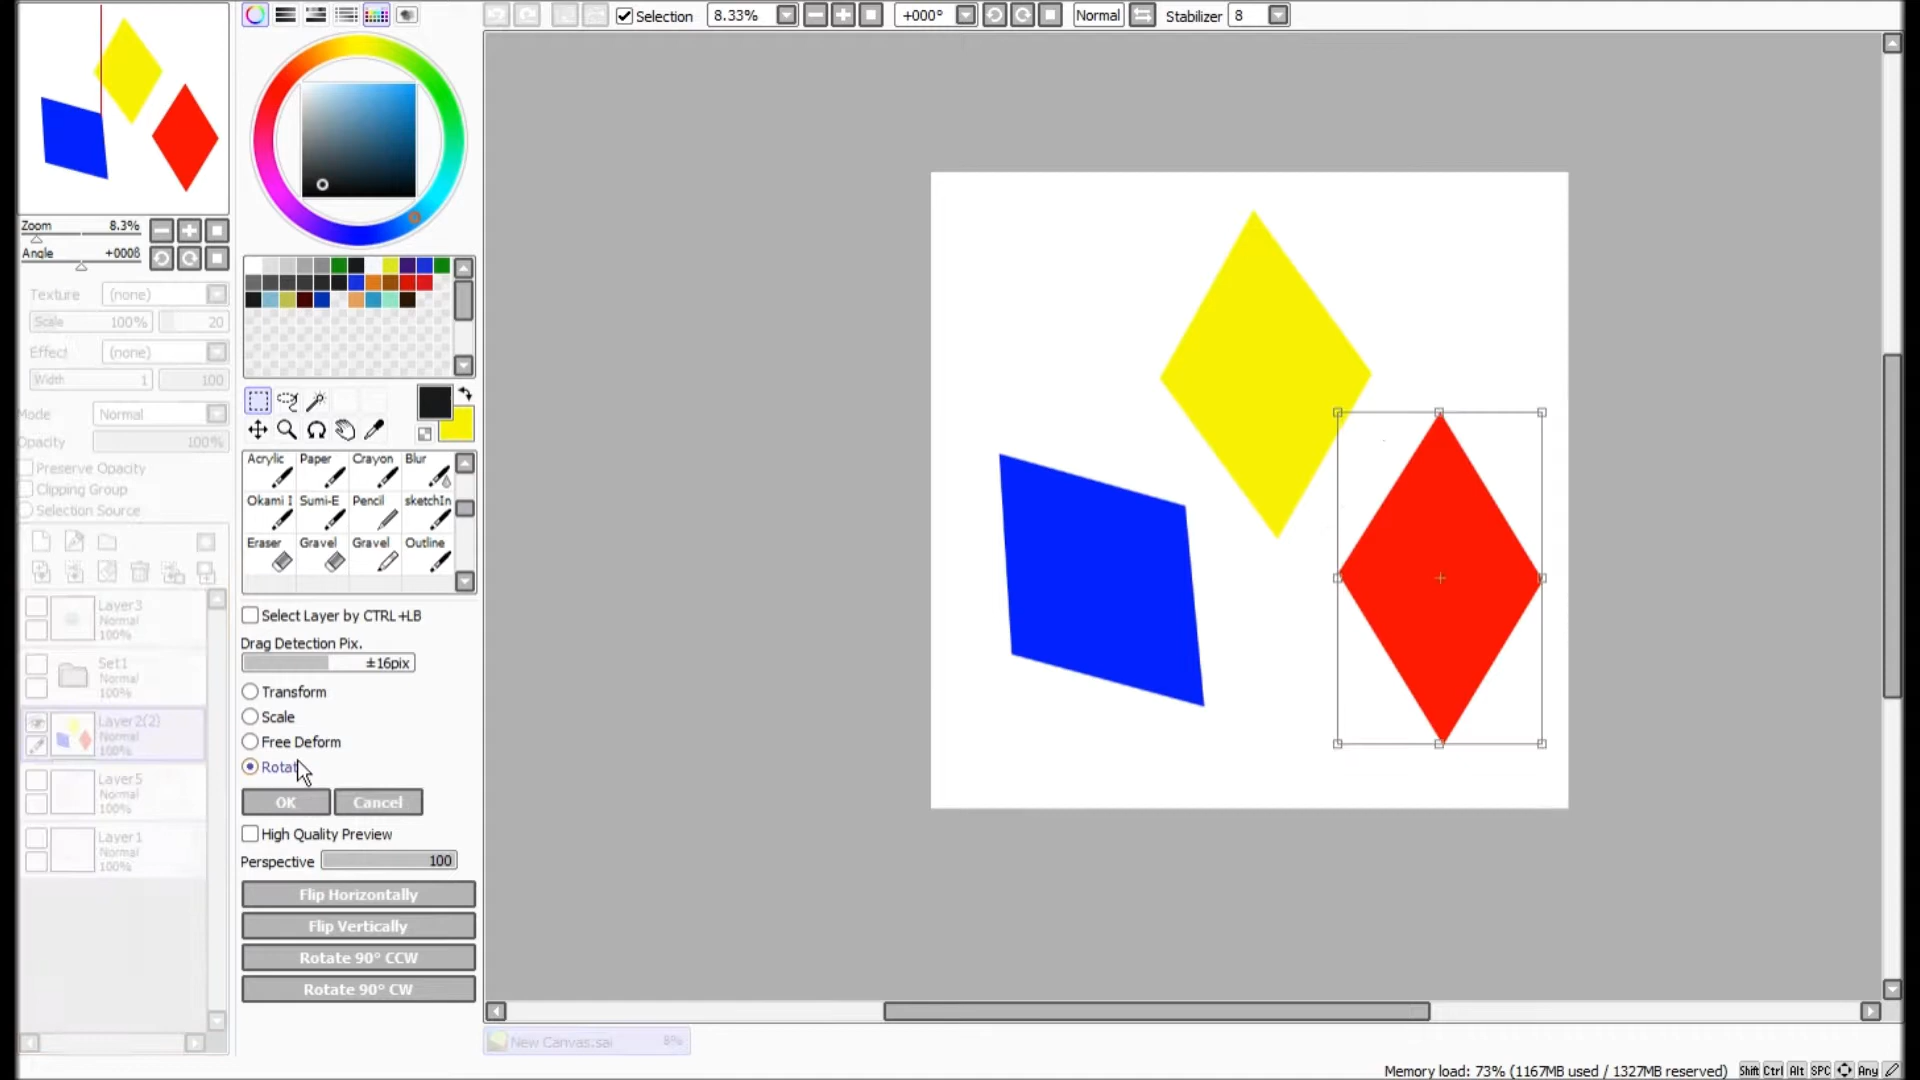 Selection 8.33% +000° Normal Stabilizer 8
Zoom 8.3%
Angle +000δ
Texture (none)
Scale 100% 20
Effect (none)
Width 1 100
Mode Normal
Opacity 100%
Preserve Opacity
Clipping Group
Selection Source
Layer3
Normal
100%
Set1
Normal
100%
Layer2(2)
Normal
100%
Layer5
Normal
100%
Layer1
Normal
100%
Acrylic Paper Crayon Blur
Okami I Sumi-E Pencil sketchIn
Eraser Gravel Gravel Outline
Select Layer by CTRL+LB
Drag Detection Pix.
±16pix
Transform
Scale
Free Deform
Rotat
OK Cancel
High Quality Preview
Perspective 100
Flip Horizontally
Flip Vertically
Rotate 90° CCW
Rotate 90° CW
New Canvas.sai 8%
Memory load: 73% (1167MB used / 1327MB reserved) Shift Ctrl Alt SPC Any